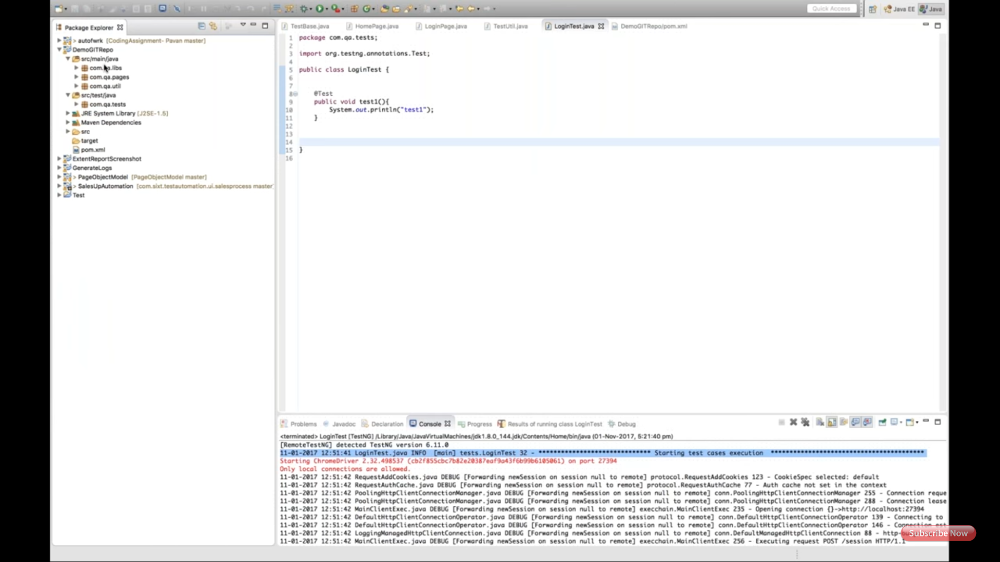 Quick Access
Java EE
Java
Package Explorer
> autofwrk [CodingAssignment- Pavan master]
DemoGITRepo
src/main/java
com.qa.libs
com.qa.pages
com.qa.util
src/test/java
com.qa.tests
JRE System Library [J2SE-1.5]
Maven Dependencies
src
target
pom.xml
ExtentReportScreenshot
GenerateLogs
> PageObjectModel [PageObjectModel master]
> SalesUpAutomation [com.sixt.testautomation.ui.salesprocess master]
Test
TestBase.java
HomePage.java
LoginPage.java
TestUtil.java
LoginTest.java
DemoGITRepo/pom.xml
1 package com.qa.tests;
2
3 import org.testng.annotations.Test;
4
5 public class LoginTest {
6
7
8 @Test
9 public void test1(){
10 System.out.println("test1");
11 }
12
13
14
15 }
16
Problems
Javadoc
Declaration
Console
Progress
Results of running class LoginTest
Debug
<terminated> LoginTest [TestNG] /Library/Java/JavaVirtualMachines/jdk1.8.0_144.jdk/Contents/Home/bin/java (01-Nov-2017, 5:21:40 pm)
[RemoteTestNG] detected TestNG version 6.11.0
11-01-2017 12:51:41 LoginTest.java INFO [main] tests.LoginTest 32 - ****************************** Starting test cases execution *****************************************
Starting ChromeDriver 2.32.498537 (cb2f855cbc7b82e20387eaf9a43f6b99b6105061) on port 27394
Only local connections are allowed.
11-01-2017 12:51:42 RequestAddCookies.java DEBUG [Forwarding newSession on session null to remote] protocol.RequestAddCookies 123 - CookieSpec selected: default
11-01-2017 12:51:42 RequestAuthCache.java DEBUG [Forwarding newSession on session null to remote] protocol.RequestAuthCache 77 - Auth cache not set in the context
11-01-2017 12:51:42 PoolingHttpClientConnectionManager.java DEBUG [Forwarding newSession on session null to remote] conn.PoolingHttpClientConnectionManager 255 - Connection reque
11-01-2017 12:51:42 PoolingHttpClientConnectionManager.java DEBUG [Forwarding newSession on session null to remote] conn.PoolingHttpClientConnectionManager 288 - Connection lease
11-01-2017 12:51:42 MainClientExec.java DEBUG [Forwarding newSession on session null to remote] execchain.MainClientExec 235 - Opening connection {}->http://localhost:27394
11-01-2017 12:51:42 DefaultHttpClientConnectionOperator.java DEBUG [Forwarding newSession on session null to remote] conn.DefaultHttpClientConnectionOperator 139 - Connecting to
11-01-2017 12:51:42 DefaultHttpClientConnectionOperator.java DEBUG [Forwarding newSession on session null to remote] conn.DefaultHttpClientConnectionOperator 146 - Connection est
11-01-2017 12:51:42 LoggingManagedHttpClientConnection.java DEBUG [Forwarding newSession on session null to remote] conn.DefaultManagedHttpClientConnection 88 - http-
11-01-2017 12:51:42 MainClientExec.java DEBUG [Forwarding newSession on session null to remote] execchain.MainClientExec 256 - Executing request POST /session HTTP/1.1
Subscribe Now